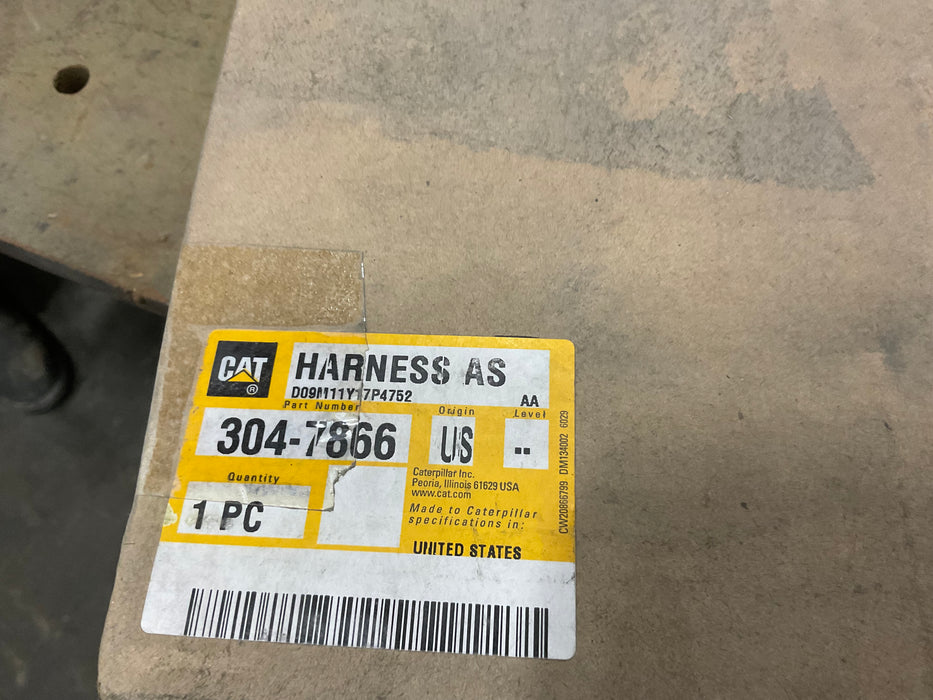 CAT
®
HARNESS AS
D09M11Y17P4752
AA
Part Number
Origin
Level
304-7866
US
--
Quantity
1 PC
Caterpillar Inc.
Peoria, Illinois 61629 USA
www.cat.com
Made to Caterpillar
specifications in:
UNITED STATES
CW20866799 DM134002 6029